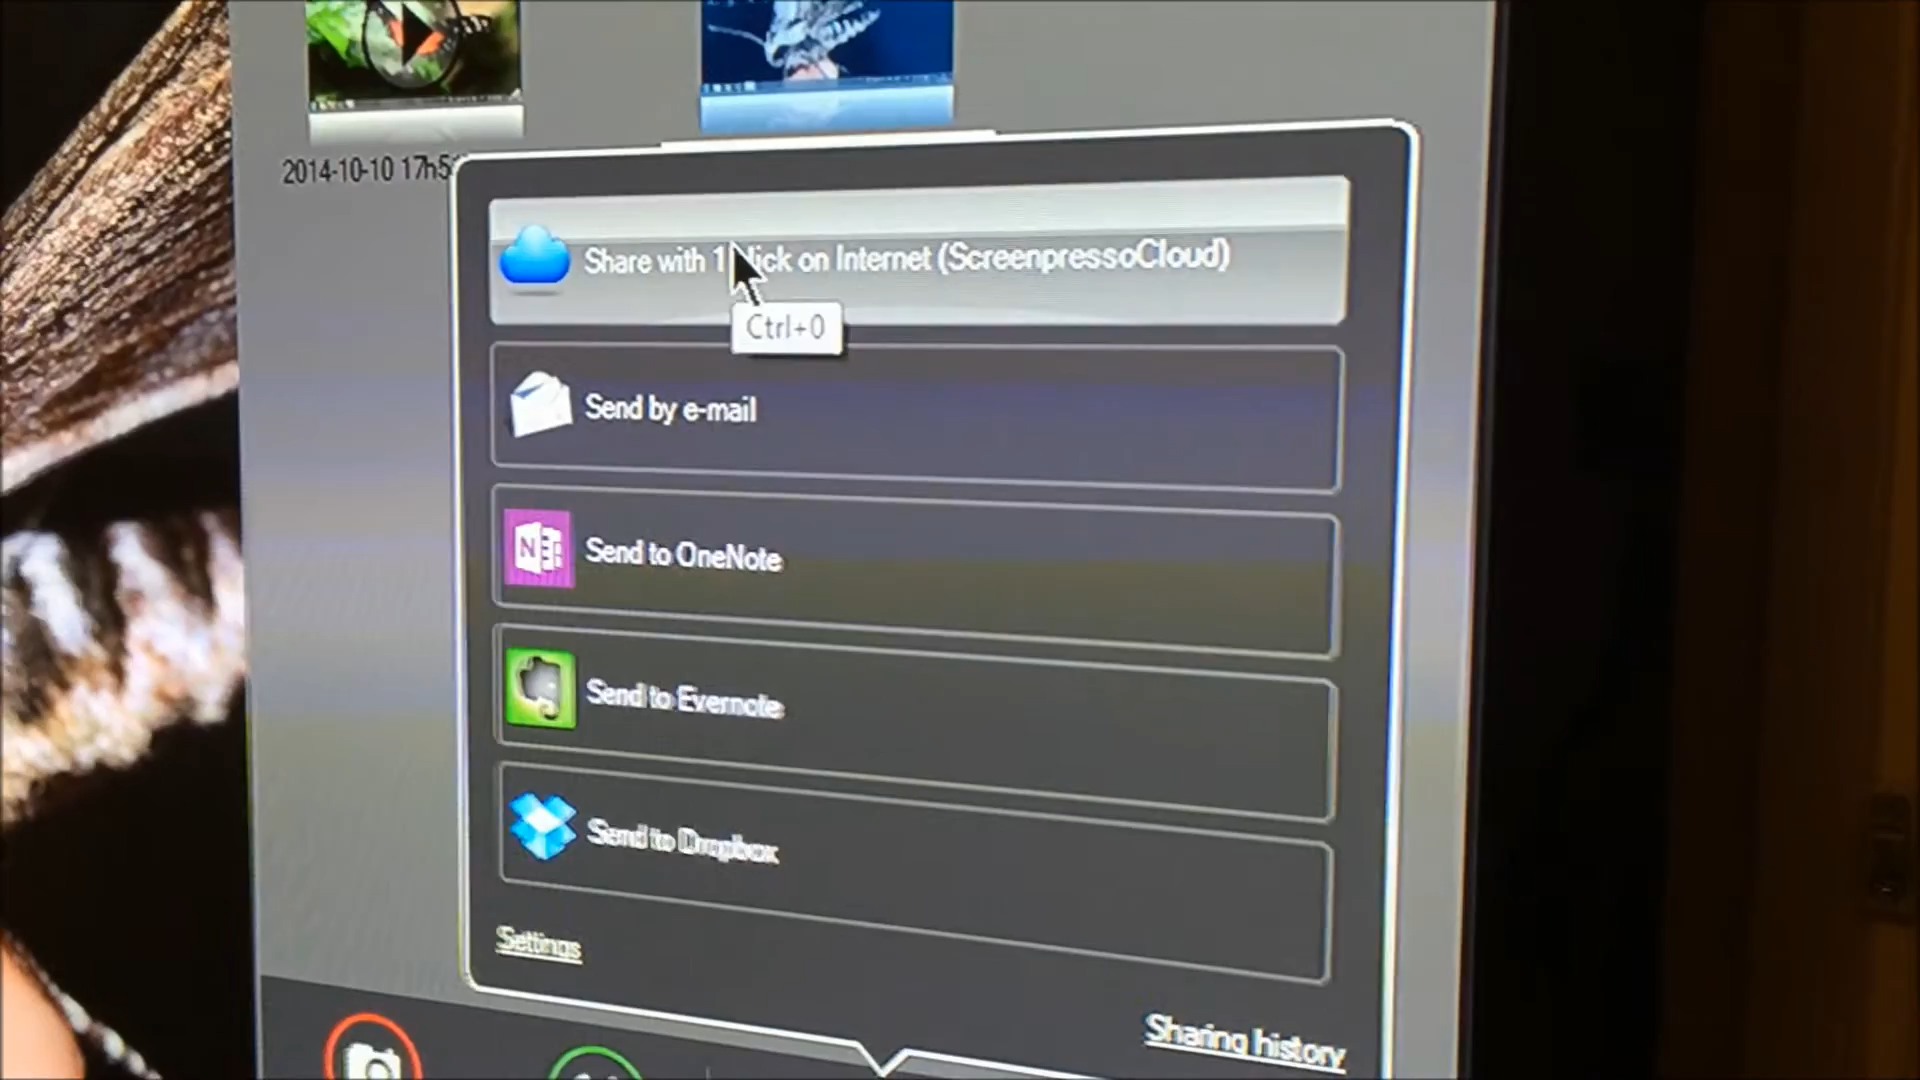 2014-10-10 17h5
Share with 1 click on Internet (ScreenpressoCloud)
Ctrl+0
Send by e-mail
N
Send to OneNote
Send to Evernote
Send to Dropbox
Settings
Sharing history